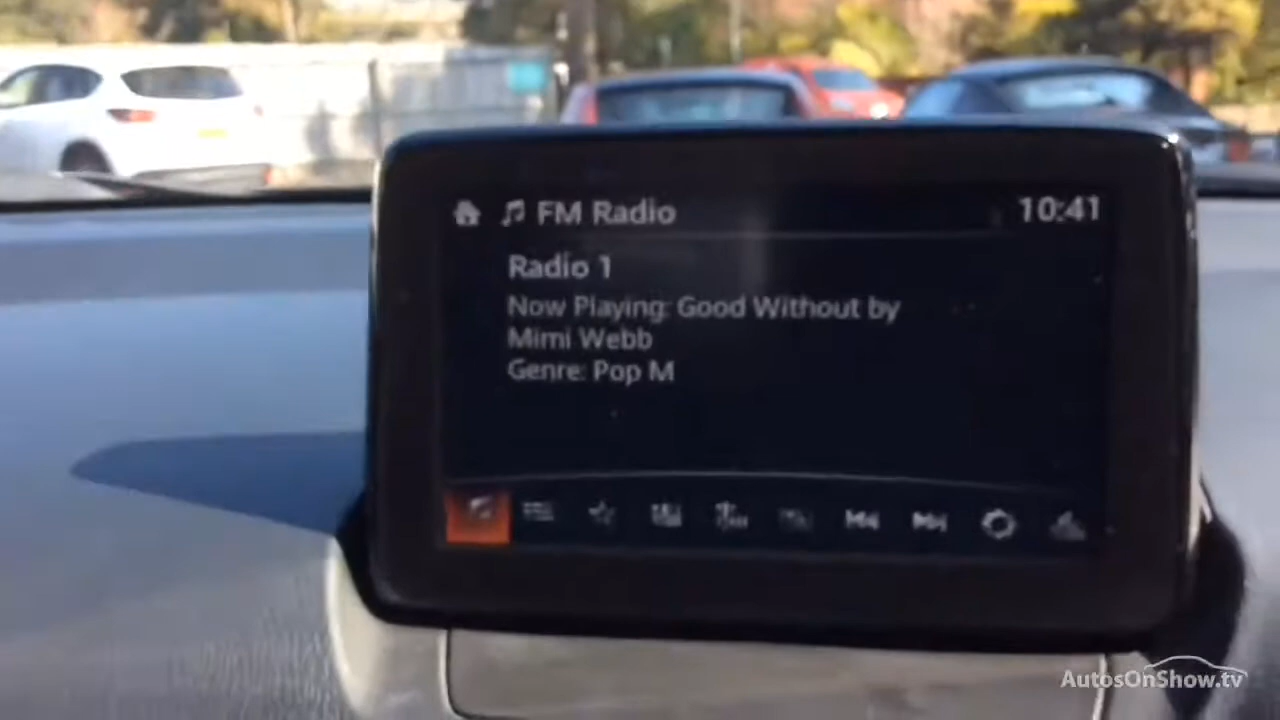 FM Radio
10:41
Radio 1
Now Playing: Good Without by
Mimi Webb
Genre: Pop M
AutosOnShow.tv